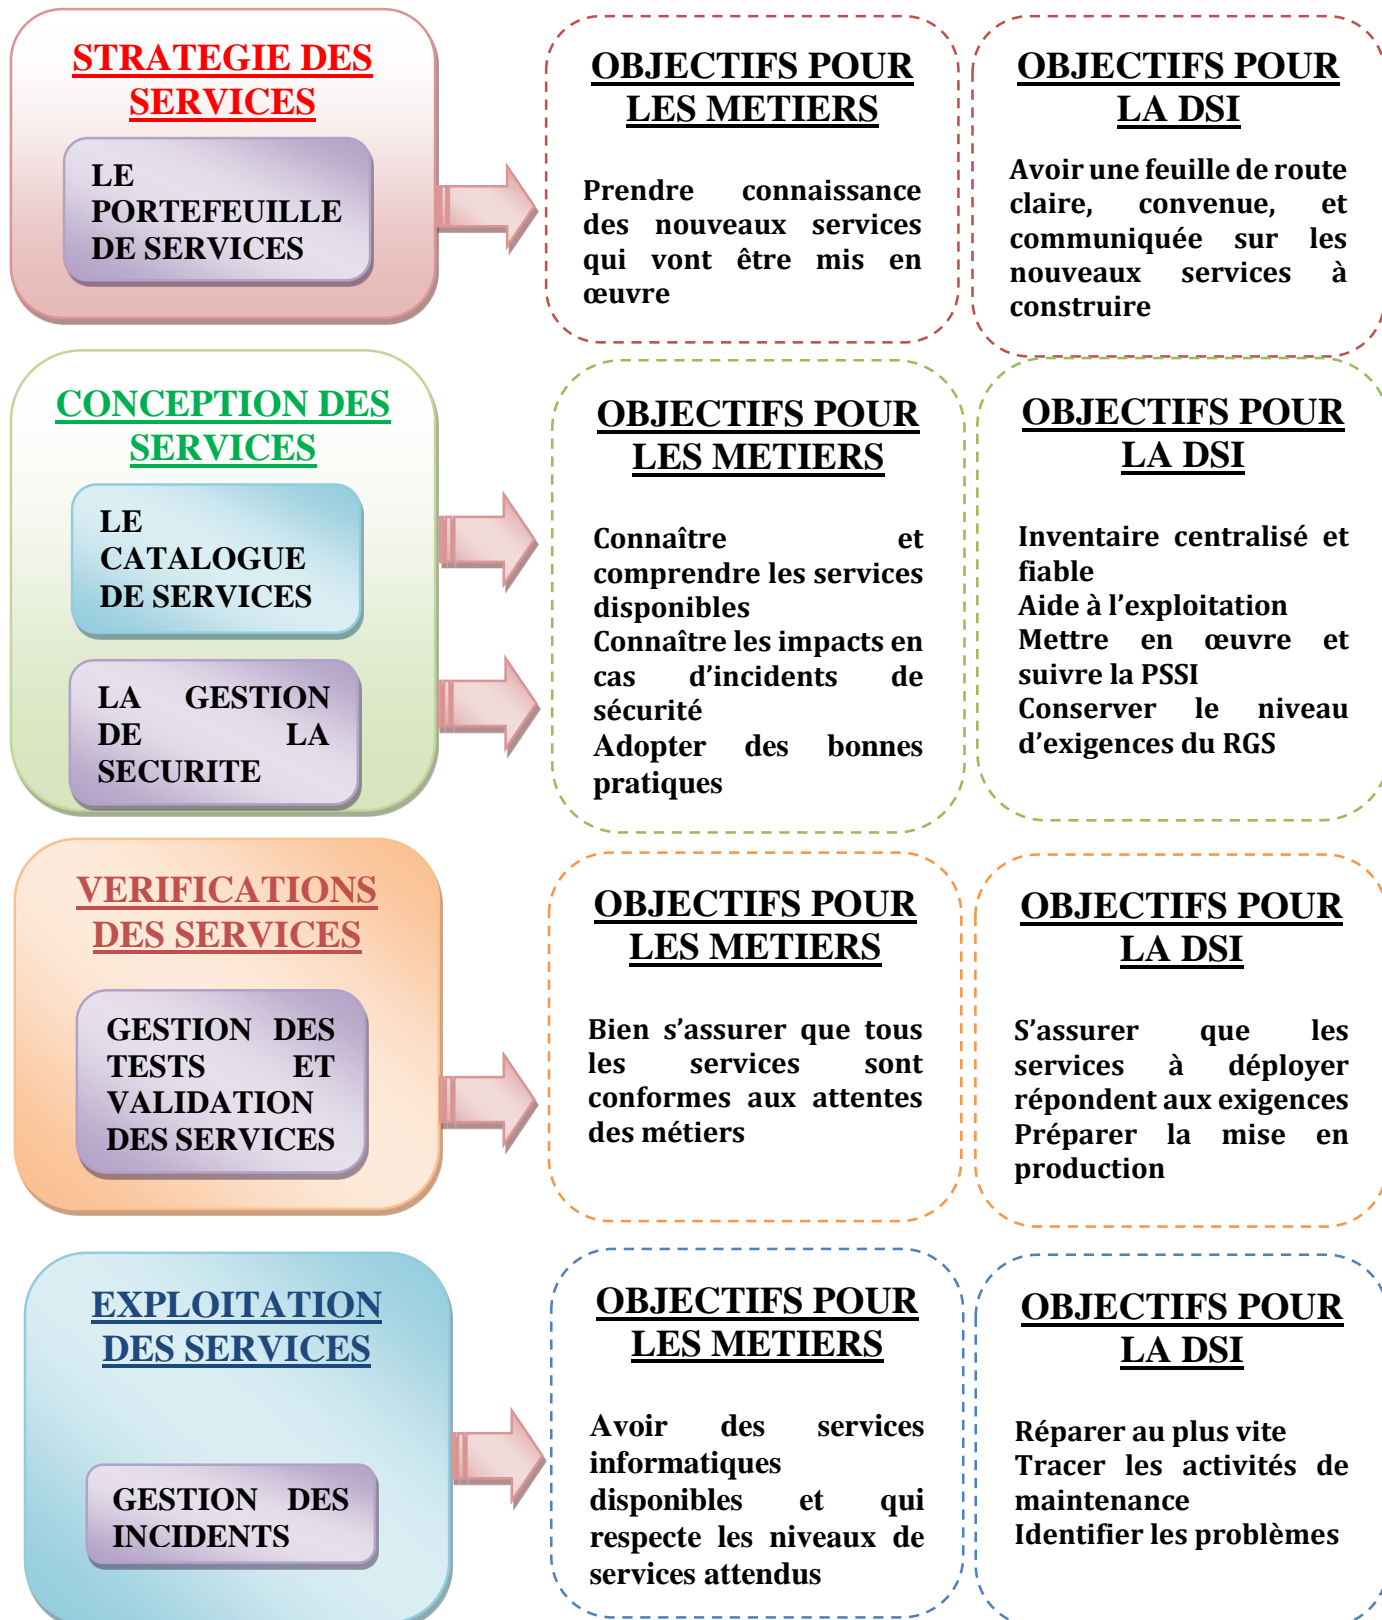 STRATEGIE DES
SERVICES
LE
PORTEFEUILLE
DE SERVICES
OBJECTIFS POUR
LES METIERS
Prendre connaissance
des nouveaux services
qui vont être mis en
œuvre
OBJECTIFS POUR
LA DSI
Avoir une feuille de route
claire, convenue, et
communiquée sur les
nouveaux services à
construire
CONCEPTION DES
SERVICES
LE
CATALOGUE
DE SERVICES
LA GESTION
DE LA
SECURITE
OBJECTIFS POUR
LES METIERS
Connaître et
comprendre les services
disponibles
Connaître les impacts en
cas d'incidents de
sécurité
Adopter des bonnes
pratiques
OBJECTIFS POUR
LA DSI
Inventaire centralisé et
fiable
Aide à l'exploitation
Mettre en œuvre et
suivre la PSSI
Conserver le niveau
d'exigences du RGS
VERIFICATIONS
DES SERVICES
GESTION DES
TESTS ET
VALIDATION
DES SERVICES
OBJECTIFS POUR
LES METIERS
Bien s'assurer que tous
les services sont
conformes aux attentes
des métiers
OBJECTIFS POUR
LA DSI
S'assurer que les
services à déployer
répondent aux exigences
Préparer la mise en
production
EXPLOITATION
DES SERVICES
GESTION DES
INCIDENTS
OBJECTIFS POUR
LES METIERS
Avoir des services
informatiques
disponibles et qui
respecte les niveaux de
services attendus
OBJECTIFS POUR
LA DSI
Réparer au plus vite
Tracer les activités de
maintenance
Identifier les problèmes